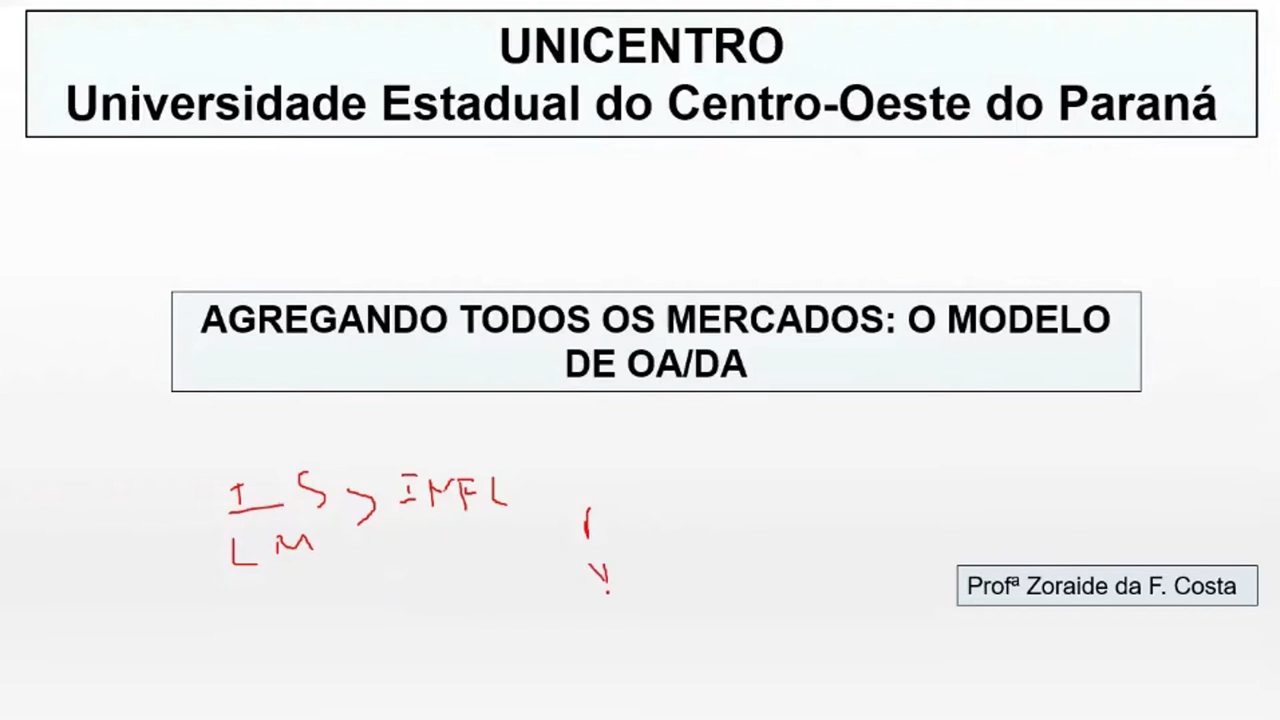 UNICENTRO
Universidade Estadual do Centro-Oeste do Paraná
AGREGANDO TODOS OS MERCADOS: O MODELO
DE OA/DA
IS > INFL
LM
Profª Zoraide da F. Costa